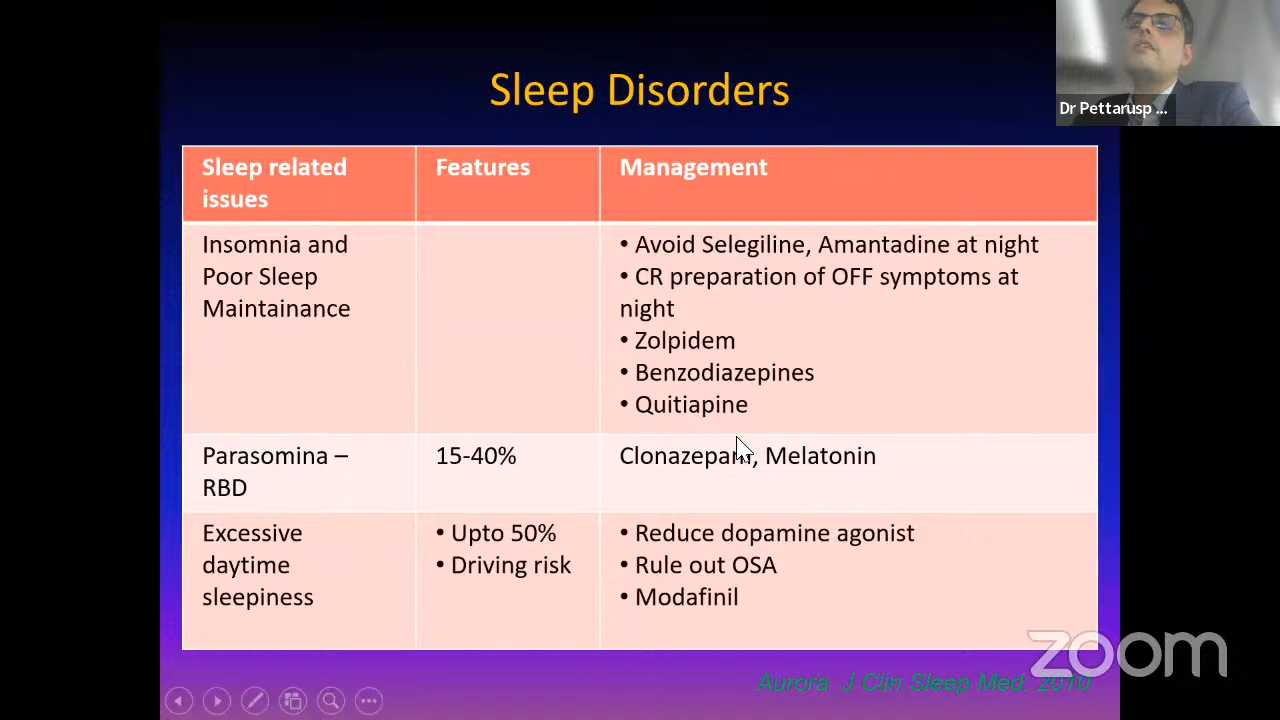 Sleep Disorders
Dr Pettarusp ...
Sleep related
issues
Features
Management
Insomnia and
Poor Sleep
Maintainance
• Avoid Selegiline, Amantadine at night
• CR preparation of OFF symptoms at
night
• Zolpidem
• Benzodiazepines
• Quitiapine
Parasomina –
RBD
15-40%
Clonazepam, Melatonin
Excessive
daytime
sleepiness
• Upto 50%
• Driving risk
• Reduce dopamine agonist
• Rule out OSA
• Modafinil
zoom
Aurora J Clin Sleep Med. 2010